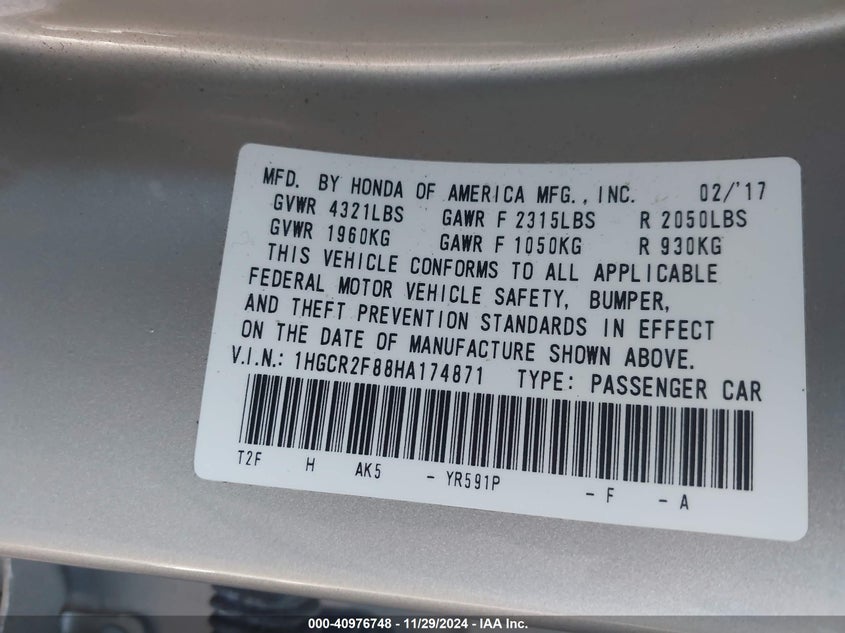 MFD. BY HONDA OF AMERICA MFG., INC. 02/'17
GVWR 4321LBS GAWR F 2315LBS R 2050LBS
GVWR 1960KG GAWR F 1050KG R 930KG
THIS VEHICLE CONFORMS TO ALL APPLICABLE
FEDERAL MOTOR VEHICLE SAFETY, BUMPER,
AND THEFT PREVENTION STANDARDS IN EFFECT
ON THE DATE OF MANUFACTURE SHOWN ABOVE.
V.I.N.: 1HGCR2F88HA174871 TYPE: PASSENGER CAR
T2F H AK5 - YR591P - F - A
000-40976748 - 11/29/2024 - IAA Inc.